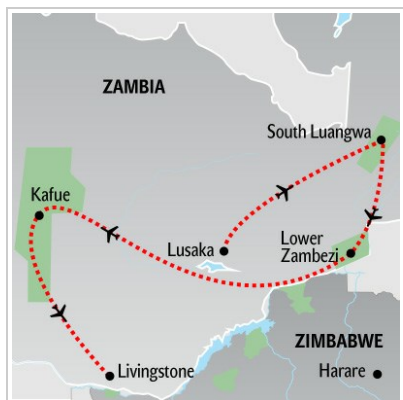 ZAMBIA
South Luangwa
Kafue
Lusaka
Lower
Zambezi
ZIMBABWE
Livingstone
Harare